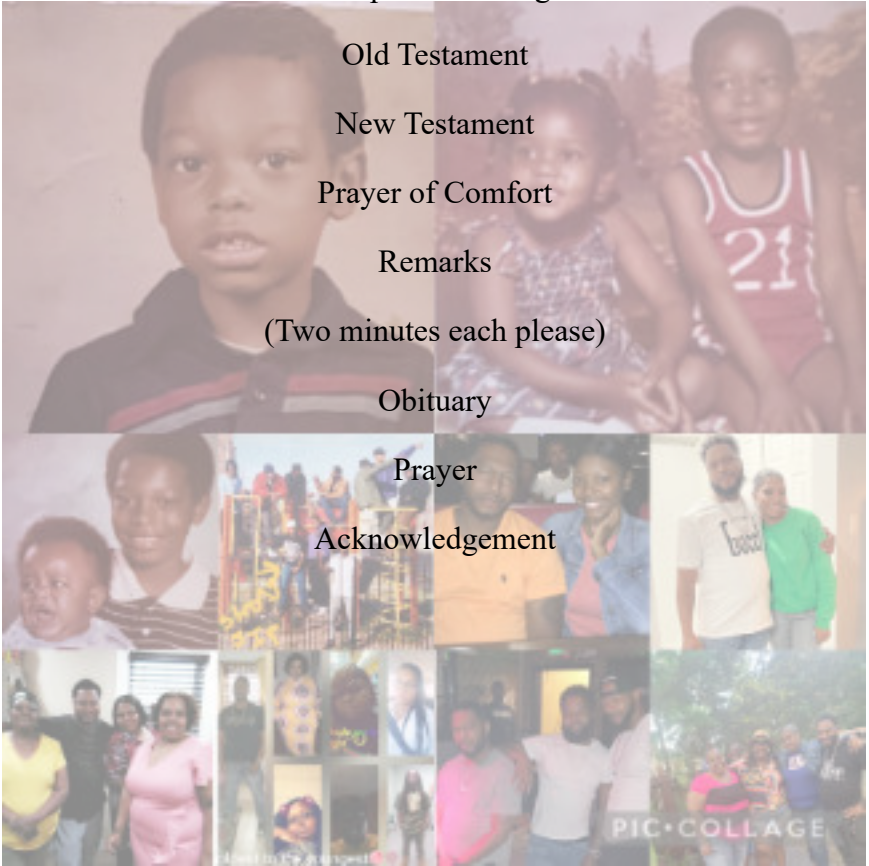 Old Testament
New Testament
Prayer of Comfort
Remarks
(Two minutes each please)
Obituary
Prayer
Acknowledgement
21
PIC•COLLAGE